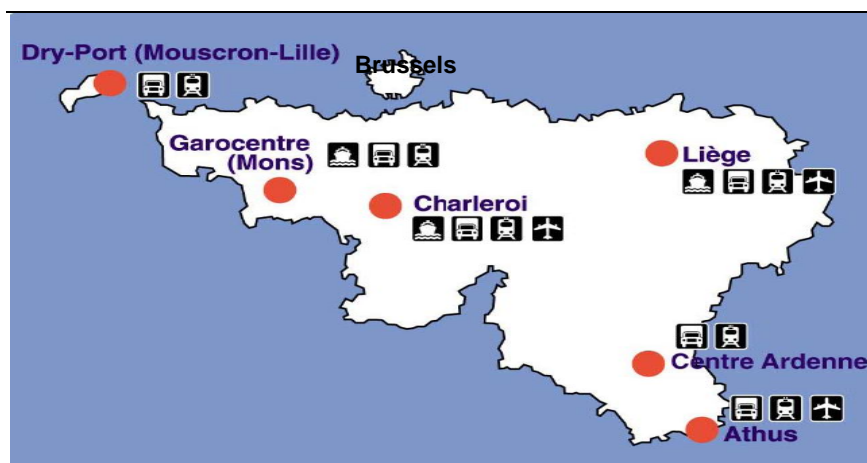 Dry-Port (Mouscron-Lille)
Brussels
Garocentre
(Mons)
Liège
Charleroi
Centre Ardenne
Athus